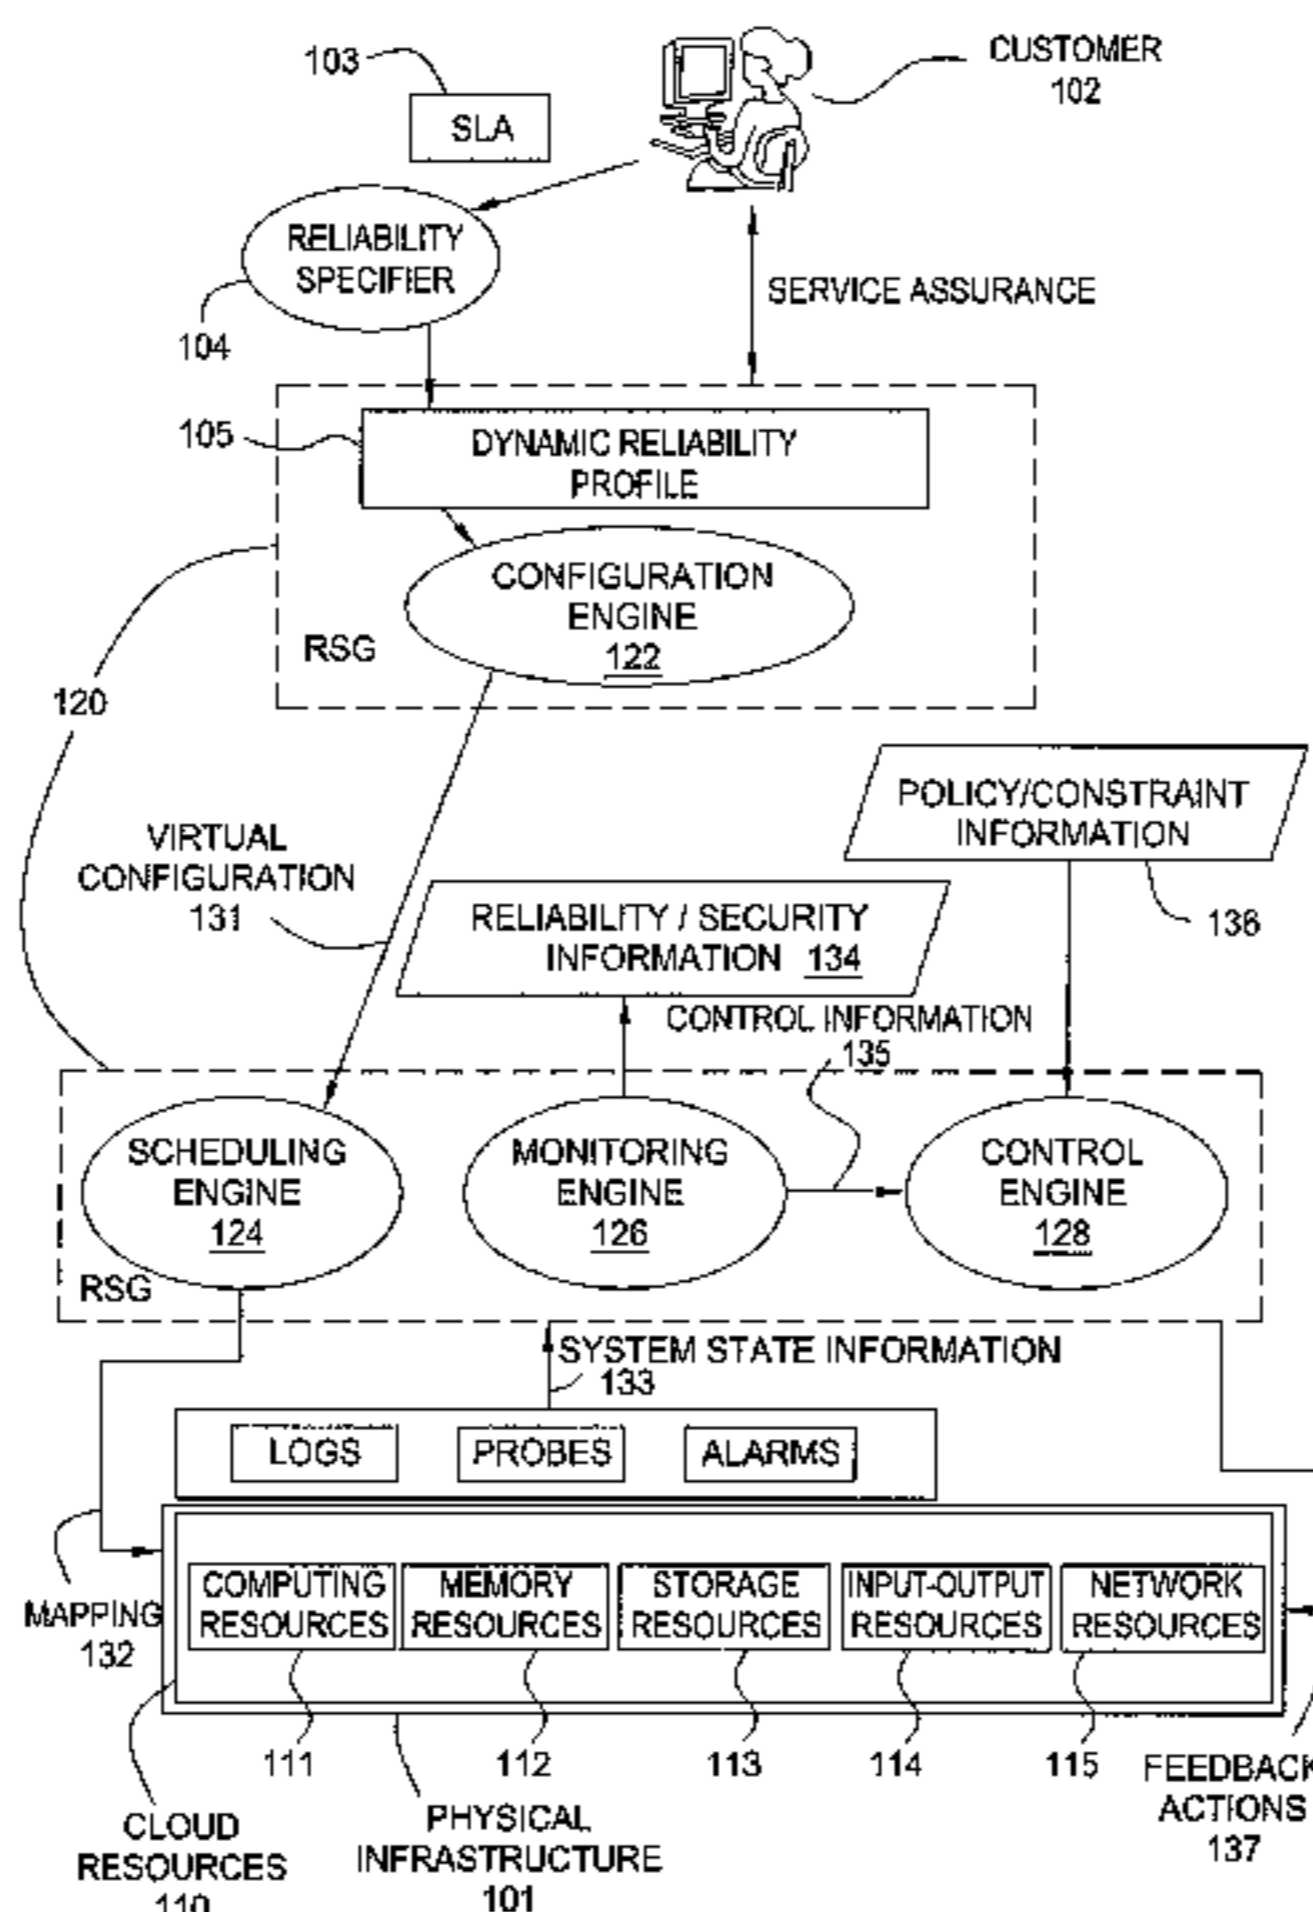 103
SLA
CUSTOMER
102
RELIABILITY
SPECIFIER
104
SERVICE ASSURANCE
105
DYNAMIC RELIABILITY
PROFILE
CONFIGURATION
ENGINE
122
RSG
120
POLICY/CONSTRAINT
INFORMATION
136
VIRTUAL
CONFIGURATION
131
RELIABILITY / SECURITY
INFORMATION 134
CONTROL INFORMATION
135
SCHEDULING
ENGINE
124
MONITORING
ENGINE
126
CONTROL
ENGINE
128
RSG
SYSTEM STATE INFORMATION
133
LOGS
PROBES
ALARMS
MAPPING
132
COMPUTING
RESOURCES
MEMORY
RESOURCES
STORAGE
RESOURCES
INPUT-OUTPUT
RESOURCES
NETWORK
RESOURCES
111
112
113
114
115
FEEDBACK
ACTIONS
137
CLOUD
RESOURCES
110
PHYSICAL
INFRASTRUCTURE
101